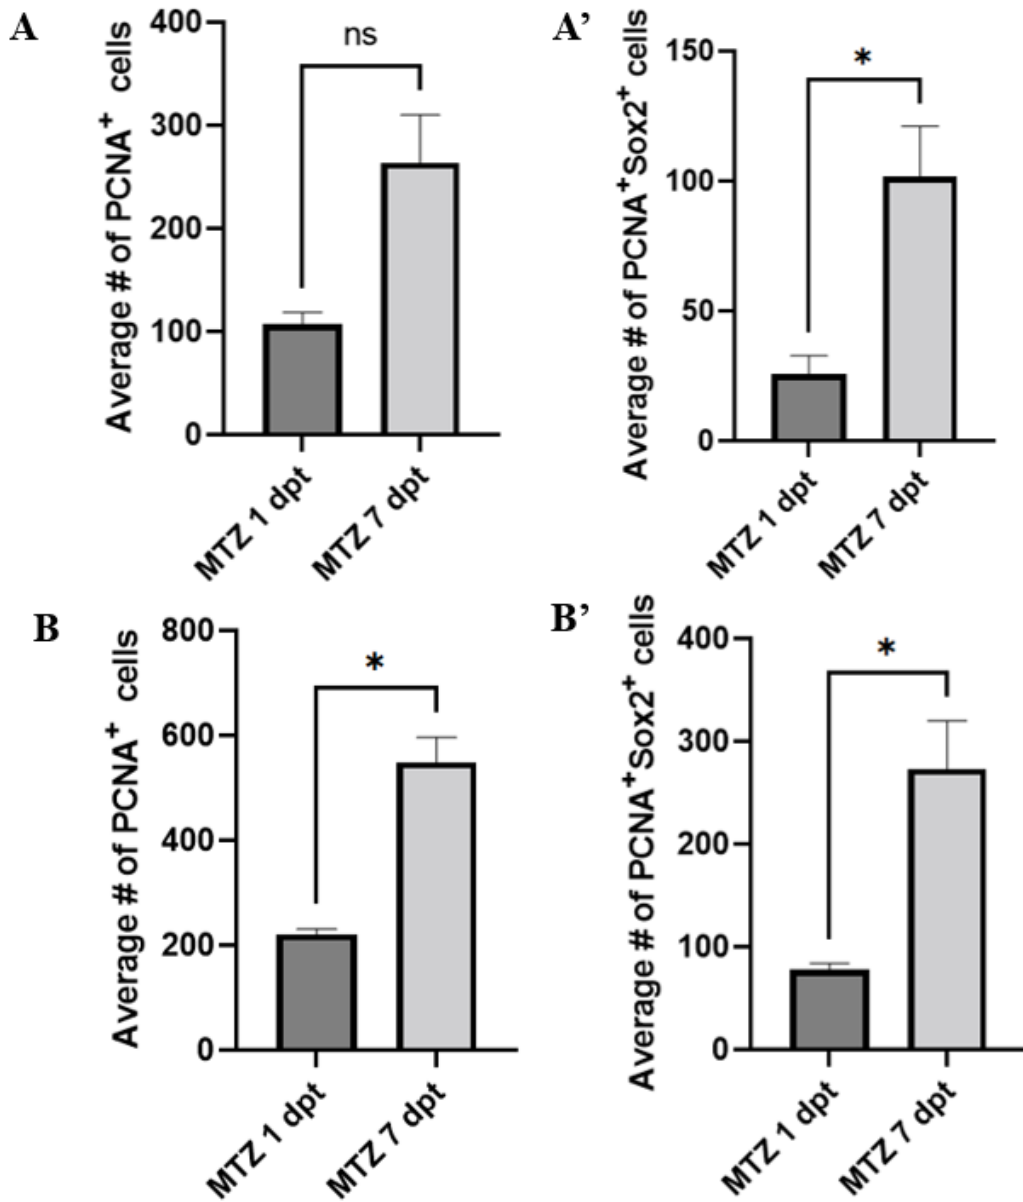 A
Average # of PCNA⁺ cells
400
300
200
100
0
ns
MTZ 1 dpt
MTZ 7 dpt
A’
Average # of PCNA⁺Sox2⁺ cells
150
100
50
0
*
MTZ 1 dpt
MTZ 7 dpt
B
Average # of PCNA⁺ cells
800
600
400
200
0
*
MTZ 1 dpt
MTZ 7 dpt
B’
Average # of PCNA⁺Sox2⁺ cells
400
300
200
100
0
*
MTZ 1 dpt
MTZ 7 dpt